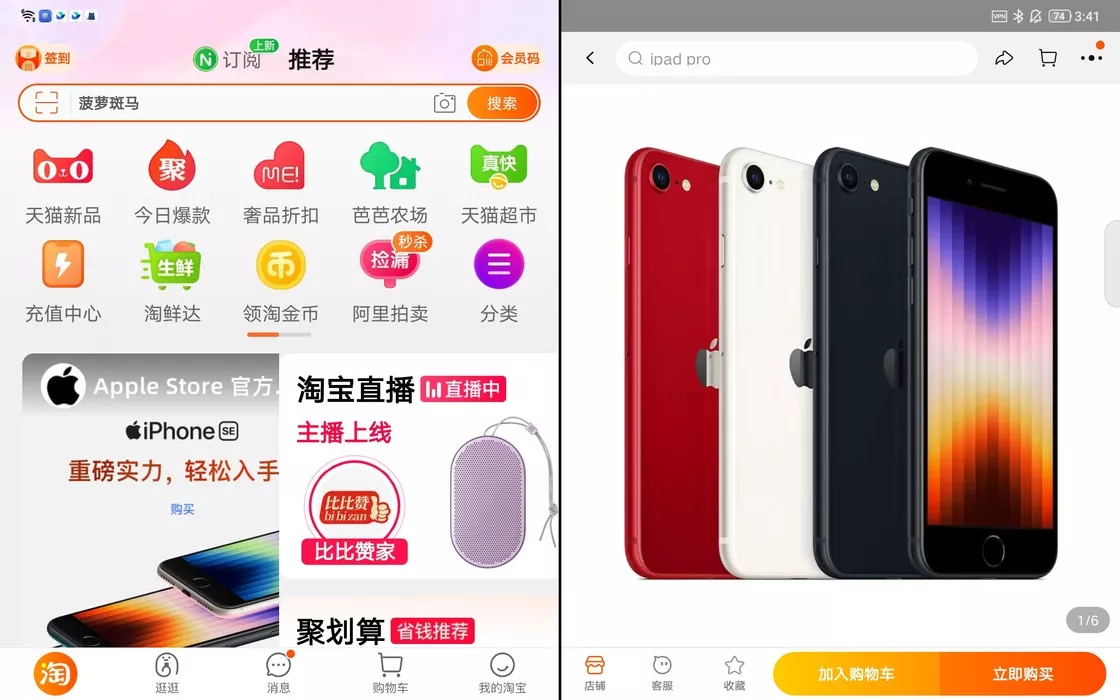 签到
N 订阅
上新
推荐
会员码
菠萝斑马
搜索
聚
ME!
真快
天猫新品
今日爆款
奢品折扣
芭芭农场
天猫超市
生鲜
币
捡漏
秒杀
充值中心
淘鲜达
领淘金币
阿里拍卖
分类
Apple Store 官方...
iPhone SE
重磅实力，轻松入手
购买
淘宝直播 直播中
主播上线
比比赞
bibizan
比比赞家
聚划算 省钱推荐
淘
逛逛
消息
购物车
我的淘宝
VPN 74 3:41
ipad pro
1/6
店铺
客服
收藏
加入购物车
立即购买